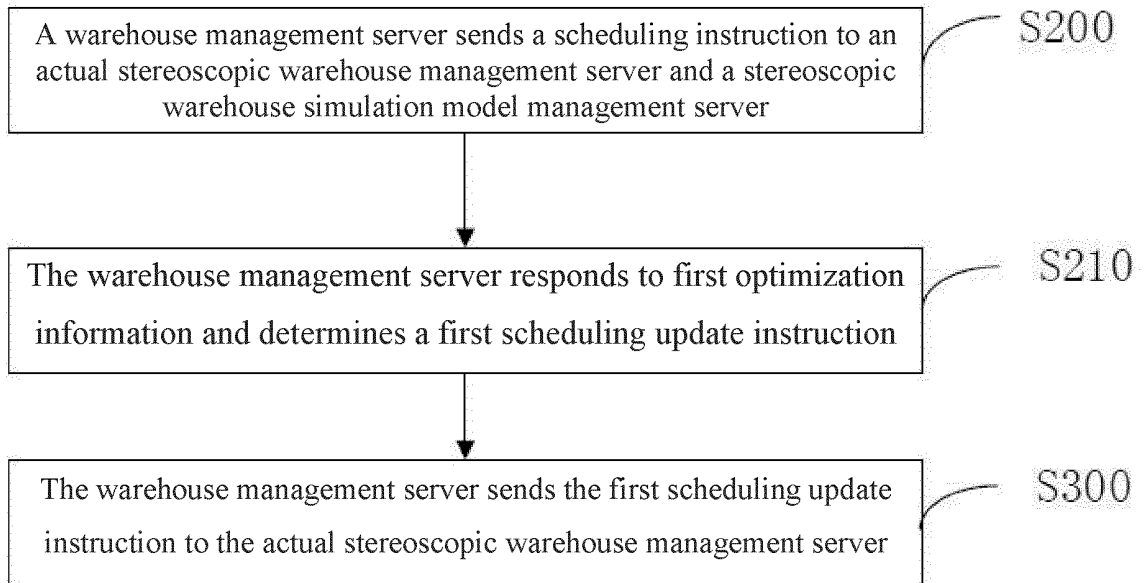 A warehouse management server sends a scheduling instruction to an
actual stereoscopic warehouse management server and a stereoscopic
warehouse simulation model management server
S200
The warehouse management server responds to first optimization
information and determines a first scheduling update instruction
S210
The warehouse management server sends the first scheduling update
instruction to the actual stereoscopic warehouse management server
S300